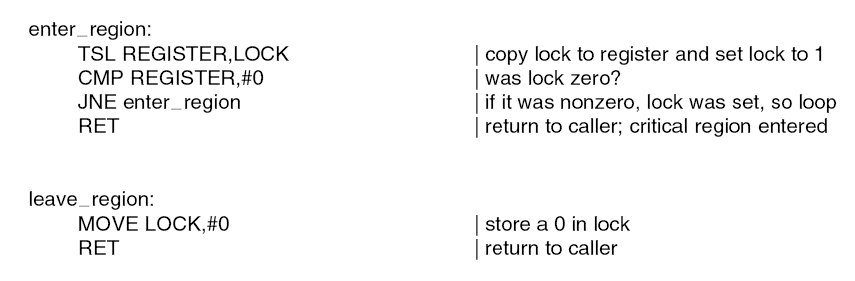 enter_region:
TSL REGISTER,LOCK | copy lock to register and set lock to 1
CMP REGISTER,#0 | was lock zero?
JNE enter_region | if it was nonzero, lock was set, so loop
RET | return to caller; critical region entered
leave_region:
MOVE LOCK,#0 | store a 0 in lock
RET | return to caller